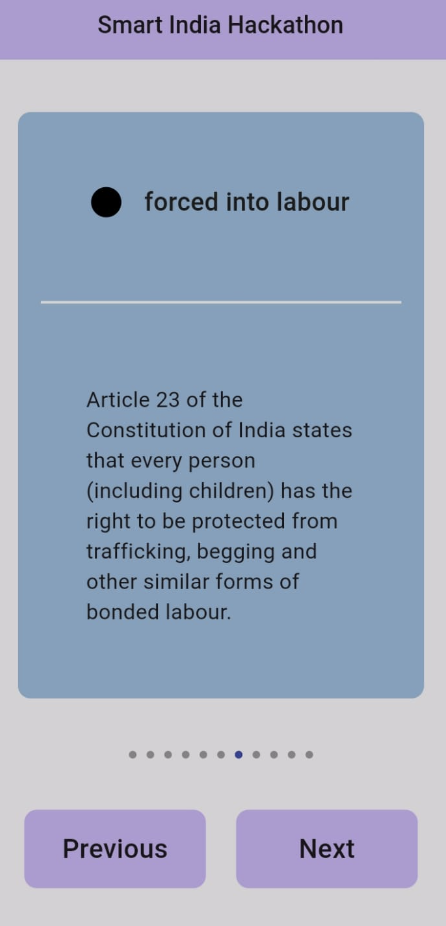 Smart India Hackathon
forced into labour
Article 23 of the
Constitution of India states
that every person
(including children) has the
right to be protected from
trafficking, begging and
other similar forms of
bonded labour.
Previous
Next